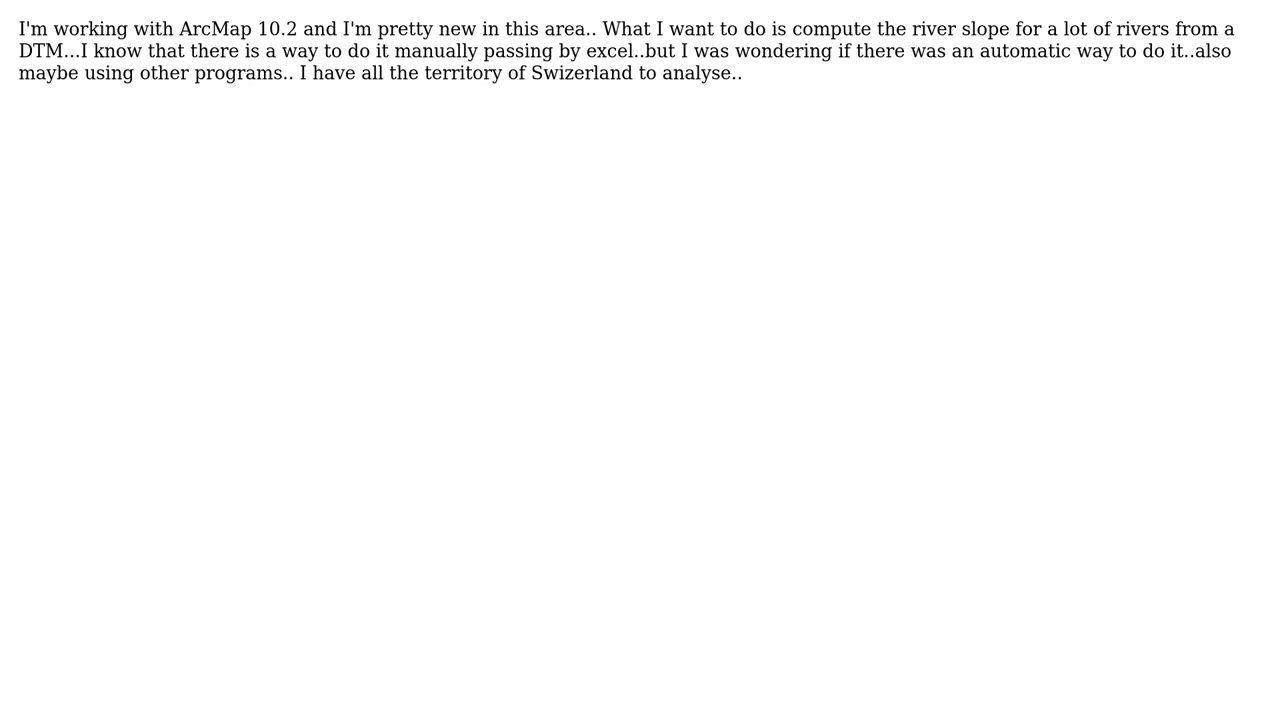 I'm working with ArcMap 10.2 and I'm pretty new in this area.. What I want to do is compute the river slope for a lot of rivers from a
DTM...I know that there is a way to do it manually passing by excel..but I was wondering if there was an automatic way to do it..also
maybe using other programs.. I have all the territory of Swizerland to analyse..